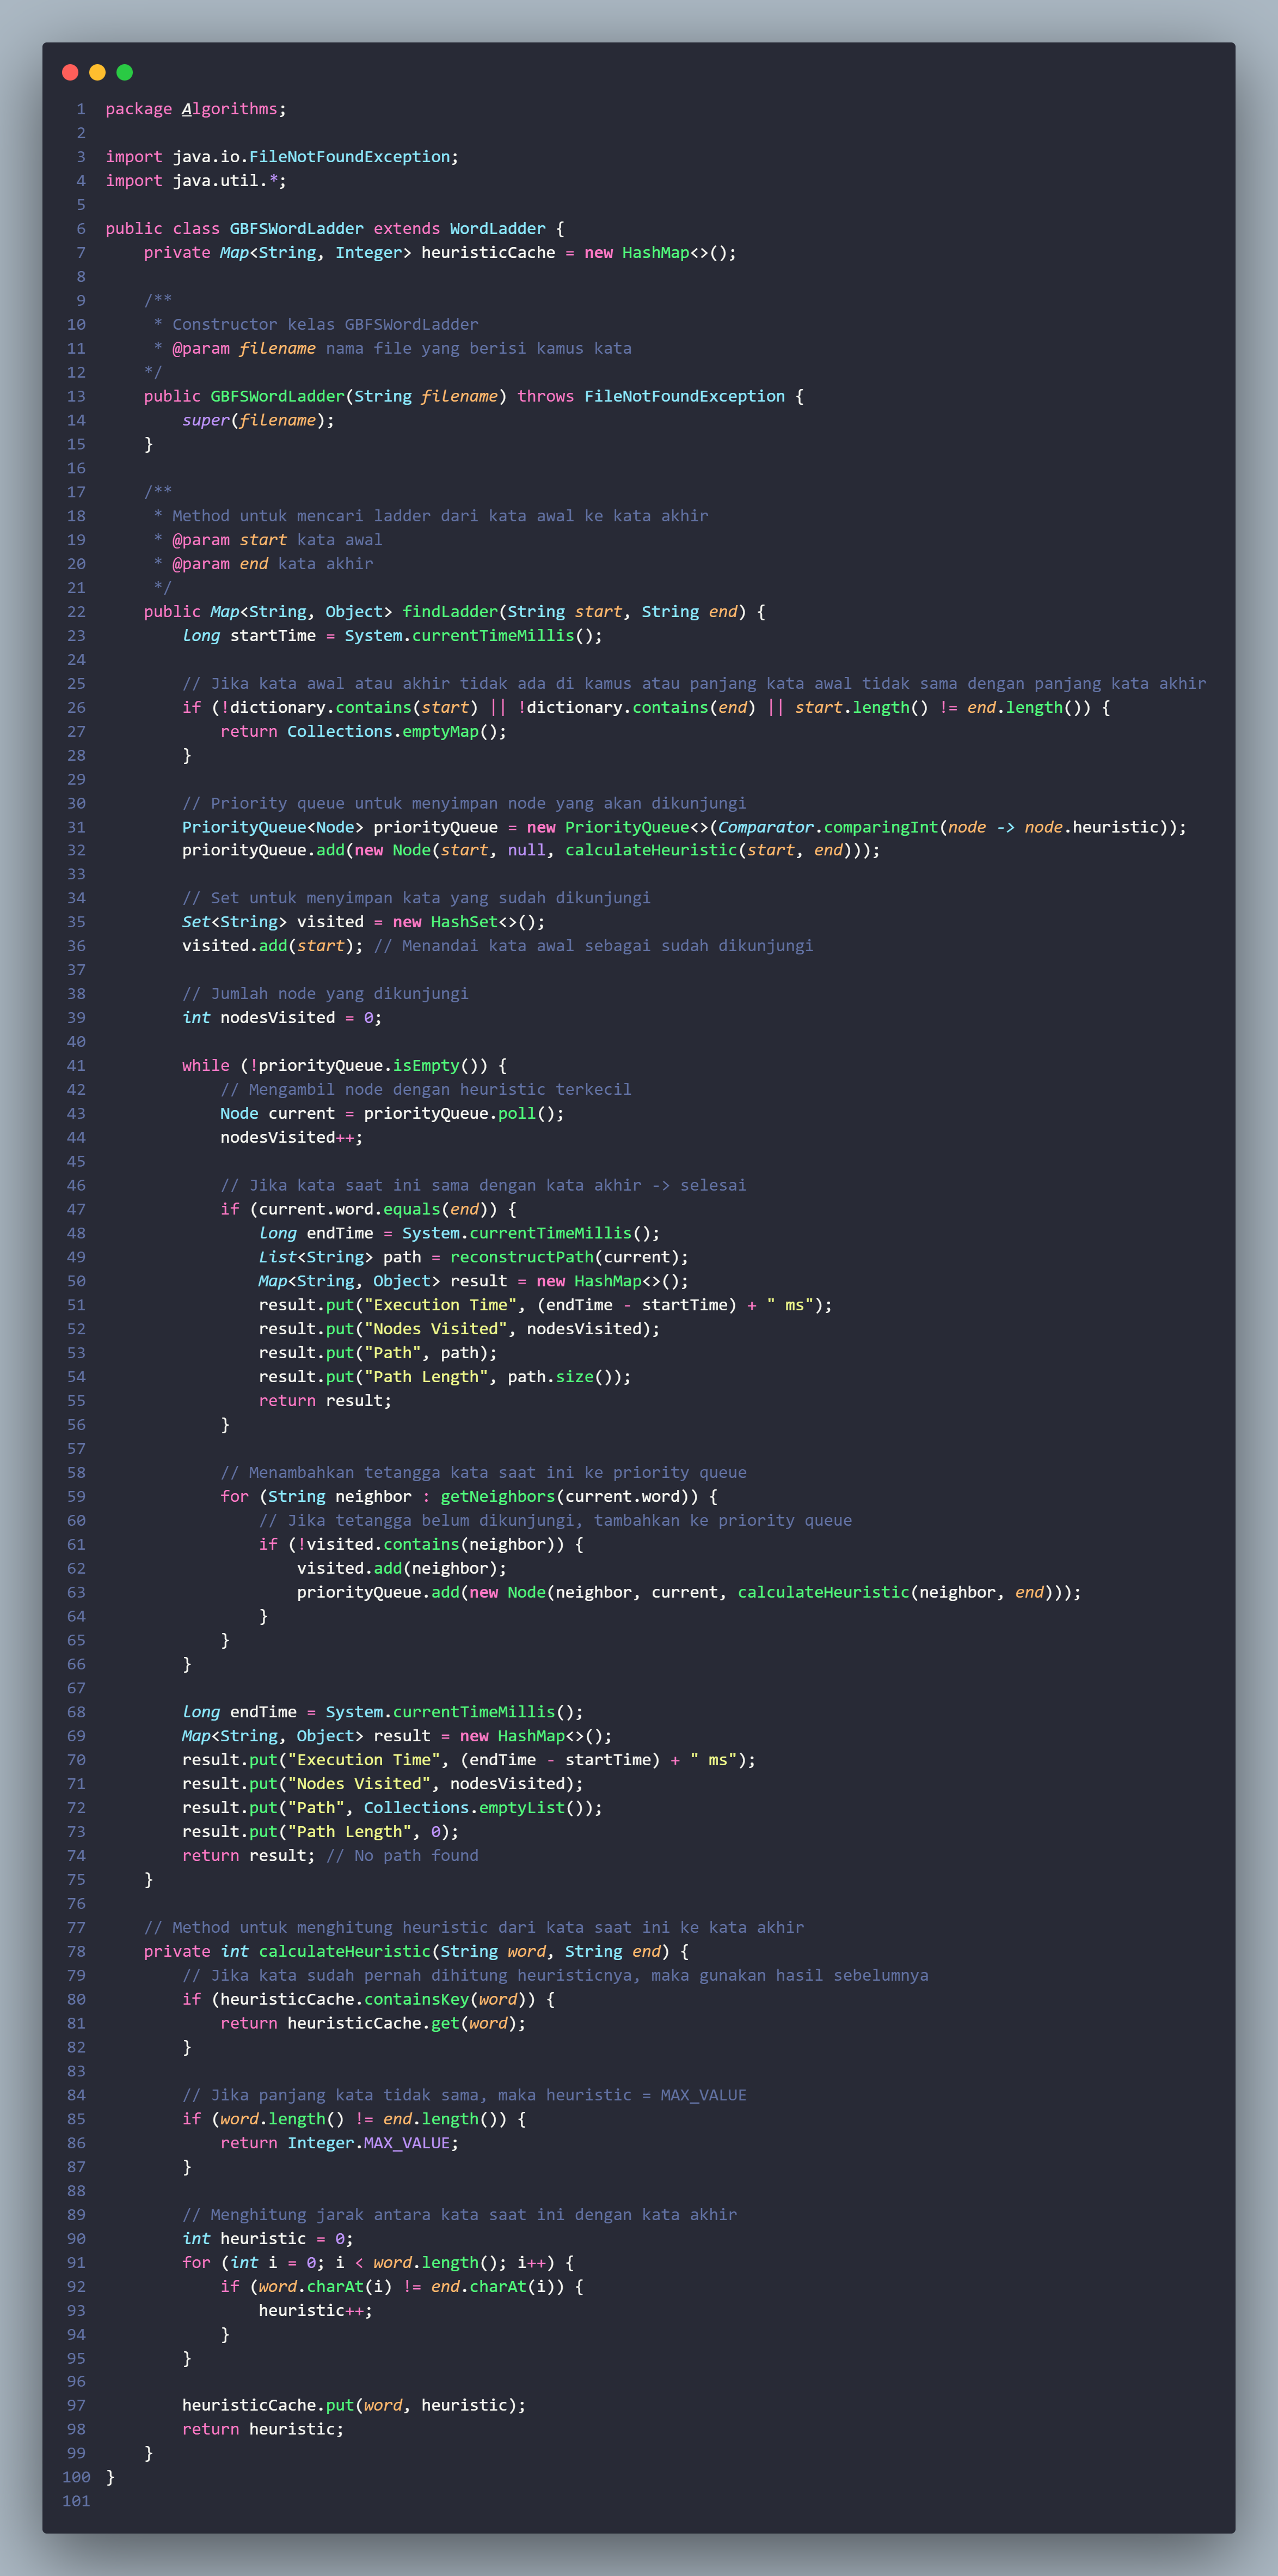 1 package Algorithms;
2
3 import java.io.FileNotFoundException;
4 import java.util.*;
5
6 public class GBFSWordLadder extends WordLadder {
7     private Map<String, Integer> heuristicCache = new HashMap<>();
8
9     /**
10      * Constructor kelas GBFSWordLadder
11      * @param filename nama file yang berisi kamus kata
12     */
13     public GBFSWordLadder(String filename) throws FileNotFoundException {
14         super(filename);
15     }
16
17     /**
18      * Method untuk mencari ladder dari kata awal ke kata akhir
19      * @param start kata awal
20      * @param end kata akhir
21      */
22     public Map<String, Object> findLadder(String start, String end) {
23         long startTime = System.currentTimeMillis();
24
25         // Jika kata awal atau akhir tidak ada di kamus atau panjang kata awal tidak sama dengan panjang kata akhir
26         if (!dictionary.contains(start) || !dictionary.contains(end) || start.length() != end.length()) {
27             return Collections.emptyMap();
28         }
29
30         // Priority queue untuk menyimpan node yang akan dikunjungi
31         PriorityQueue<Node> priorityQueue = new PriorityQueue<>(Comparator.comparingInt(node -> node.heuristic));
32         priorityQueue.add(new Node(start, null, calculateHeuristic(start, end)));
33
34         // Set untuk menyimpan kata yang sudah dikunjungi
35         Set<String> visited = new HashSet<>();
36         visited.add(start); // Menandai kata awal sebagai sudah dikunjungi
37
38         // Jumlah node yang dikunjungi
39         int nodesVisited = 0;
40
41         while (!priorityQueue.isEmpty()) {
42             // Mengambil node dengan heuristic terkecil
43             Node current = priorityQueue.poll();
44             nodesVisited++;
45
46             // Jika kata saat ini sama dengan kata akhir -> selesai
47             if (current.word.equals(end)) {
48                 long endTime = System.currentTimeMillis();
49                 List<String> path = reconstructPath(current);
50                 Map<String, Object> result = new HashMap<>();
51                 result.put("Execution Time", (endTime - startTime) + " ms");
52                 result.put("Nodes Visited", nodesVisited);
53                 result.put("Path", path);
54                 result.put("Path Length", path.size());
55                 return result;
56             }
57
58             // Menambahkan tetangga kata saat ini ke priority queue
59             for (String neighbor : getNeighbors(current.word)) {
60                 // Jika tetangga belum dikunjungi, tambahkan ke priority queue
61                 if (!visited.contains(neighbor)) {
62                     visited.add(neighbor);
63                     priorityQueue.add(new Node(neighbor, current, calculateHeuristic(neighbor, end)));
64                 }
65             }
66         }
67
68         long endTime = System.currentTimeMillis();
69         Map<String, Object> result = new HashMap<>();
70         result.put("Execution Time", (endTime - startTime) + " ms");
71         result.put("Nodes Visited", nodesVisited);
72         result.put("Path", Collections.emptyList());
73         result.put("Path Length", 0);
74         return result; // No path found
75     }
76
77     // Method untuk menghitung heuristic dari kata saat ini ke kata akhir
78     private int calculateHeuristic(String word, String end) {
79         // Jika kata sudah pernah dihitung heuristicnya, maka gunakan hasil sebelumnya
80         if (heuristicCache.containsKey(word)) {
81             return heuristicCache.get(word);
82         }
83
84         // Jika panjang kata tidak sama, maka heuristic = MAX_VALUE
85         if (word.length() != end.length()) {
86             return Integer.MAX_VALUE;
87         }
88
89         // Menghitung jarak antara kata saat ini dengan kata akhir
90         int heuristic = 0;
91         for (int i = 0; i < word.length(); i++) {
92             if (word.charAt(i) != end.charAt(i)) {
93                 heuristic++;
94             }
95         }
96
97         heuristicCache.put(word, heuristic);
98         return heuristic;
99     }
100 }
101